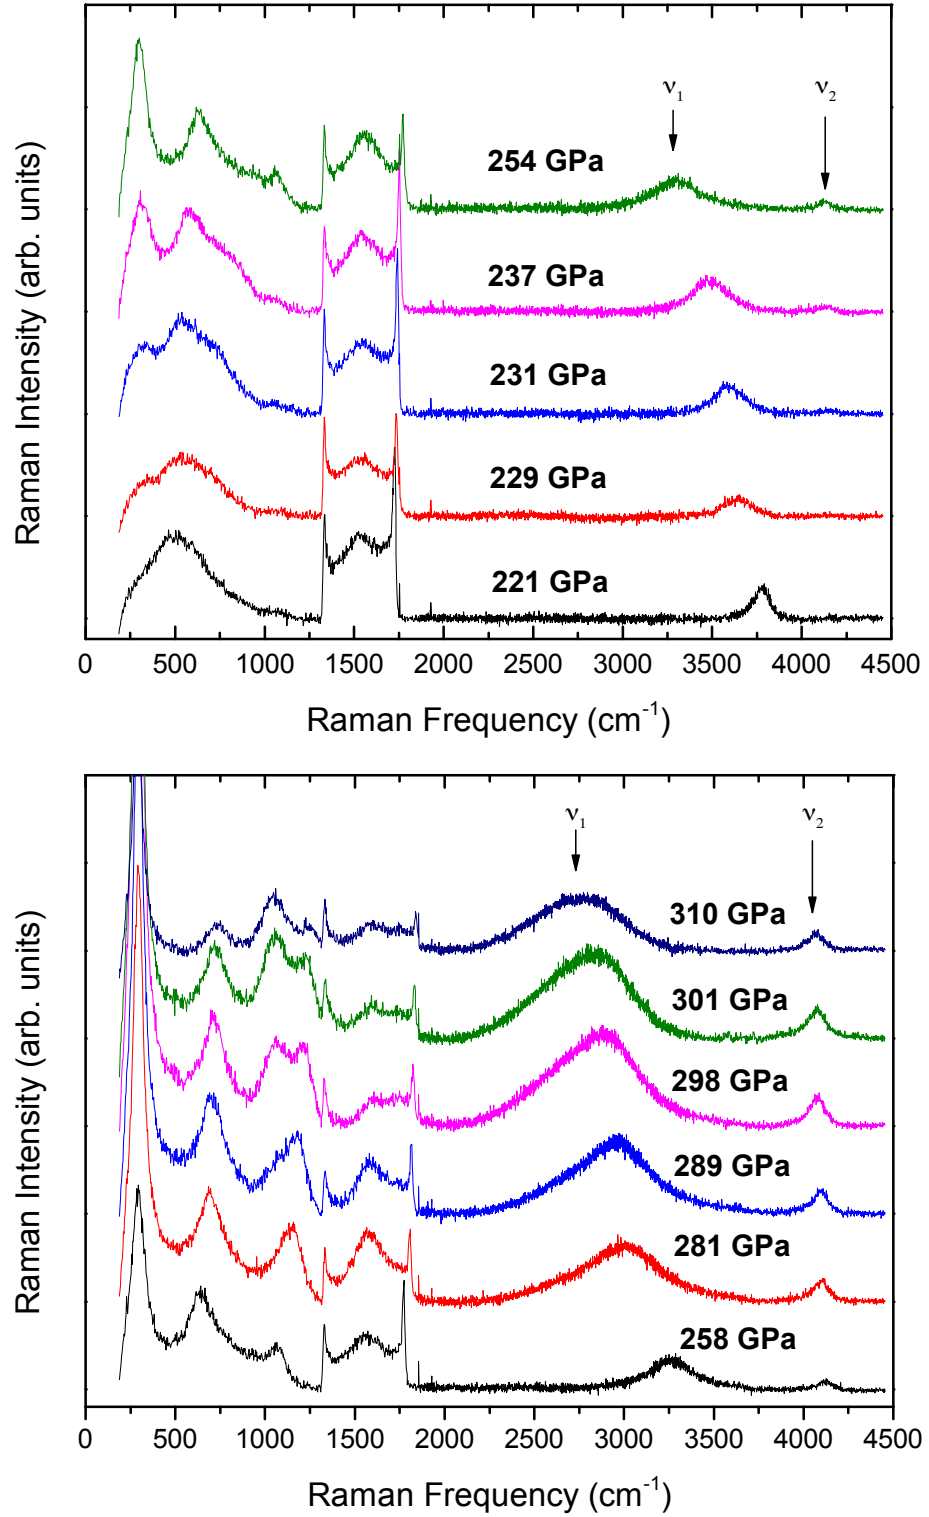 ν1
ν2
254 GPa
237 GPa
231 GPa
229 GPa
221 GPa
Raman Intensity (arb. units)
0 500 1000 1500 2000 2500 3000 3500 4000 4500
Raman Frequency (cm-1)
ν1
ν2
310 GPa
301 GPa
298 GPa
289 GPa
281 GPa
258 GPa
Raman Intensity (arb. units)
0 500 1000 1500 2000 2500 3000 3500 4000 4500
Raman Frequency (cm-1)